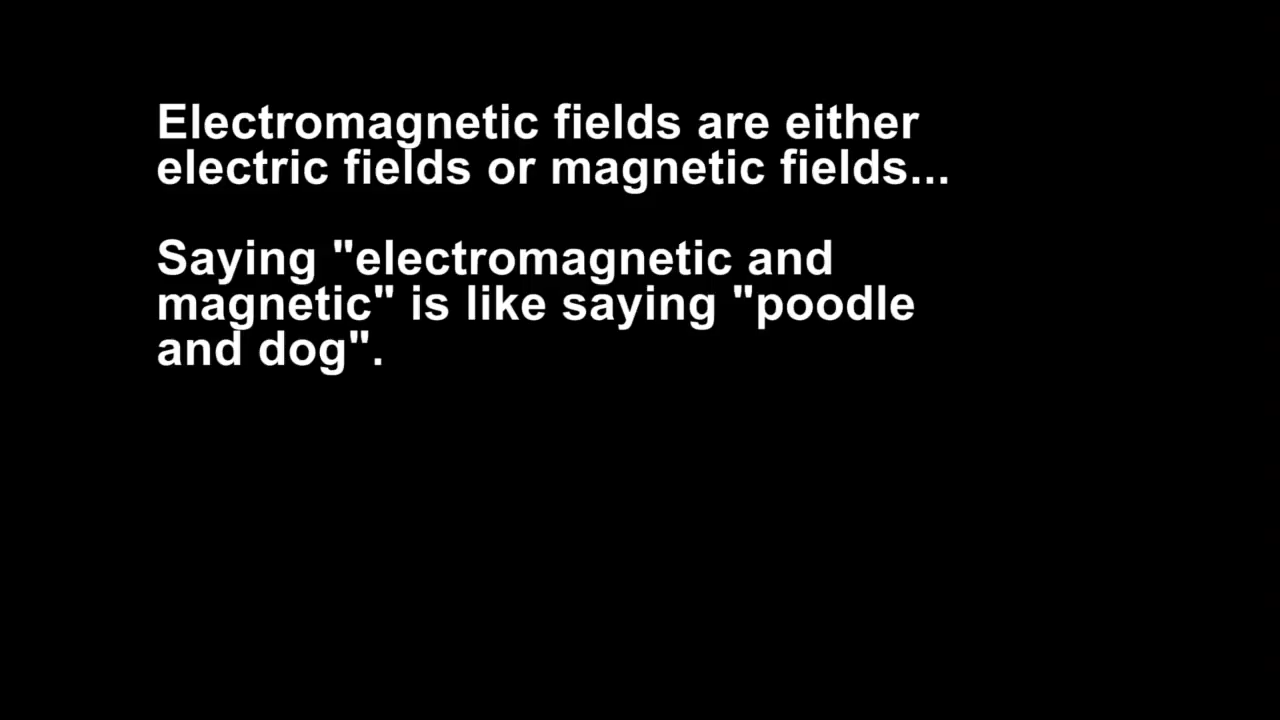 Electromagnetic fields are either
electric fields or magnetic fields...
Saying "electromagnetic and
magnetic" is like saying "poodle
and dog".